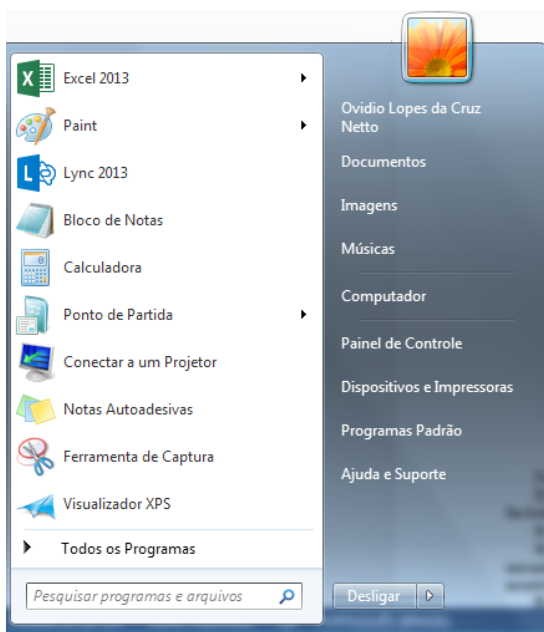 Excel 2013
Paint
Lync 2013
Bloco de Notas
Calculadora
Ponto de Partida
Conectar a um Projetor
Notas Autoadesivas
Ferramenta de Captura
Visualizador XPS
Todos os Programas
Pesquisar programas e arquivos
Ovidio Lopes da Cruz
Netto
Documentos
Imagens
Músicas
Computador
Painel de Controle
Dispositivos e Impressoras
Programas Padrão
Ajuda e Suporte
Desligar